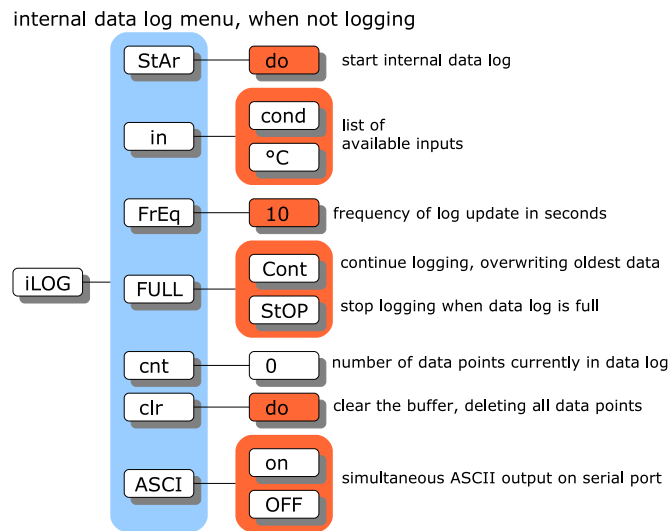 internal data log menu, when not logging
StAr
do
start internal data log
in
cond
°C
list of
available inputs
FrEq
10
frequency of log update in seconds
iLOG
FULL
Cont
continue logging, overwriting oldest data
StOP
stop logging when data log is full
cnt
0
number of data points currently in data log
clr
do
clear the buffer, deleting all data points
ASCI
on
OFF
simultaneous ASCII output on serial port